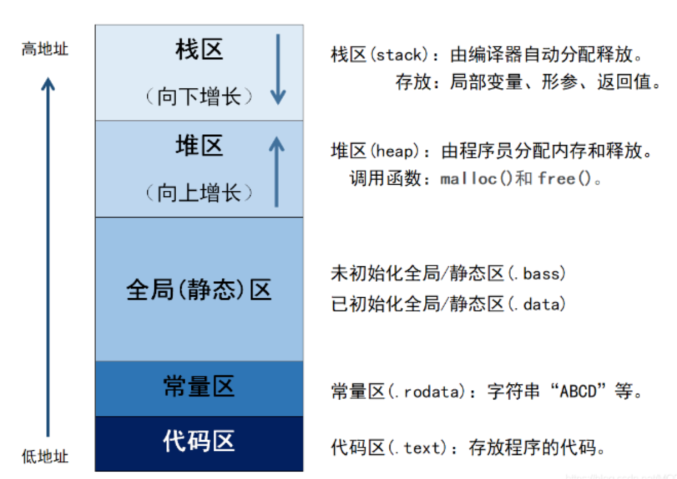 高地址
栈区
（向下增长）
栈区(stack)：由编译器自动分配释放。
存放：局部变量、形参、返回值。
堆区
（向上增长）
堆区(heap)：由程序员分配内存和释放。
调用函数：malloc()和free()。
全局(静态)区
未初始化全局/静态区(.bass)
已初始化全局/静态区(.data)
常量区
常量区(.rodata)：字符串“ABCD”等。
代码区
代码区(.text)：存放程序的代码。
低地址